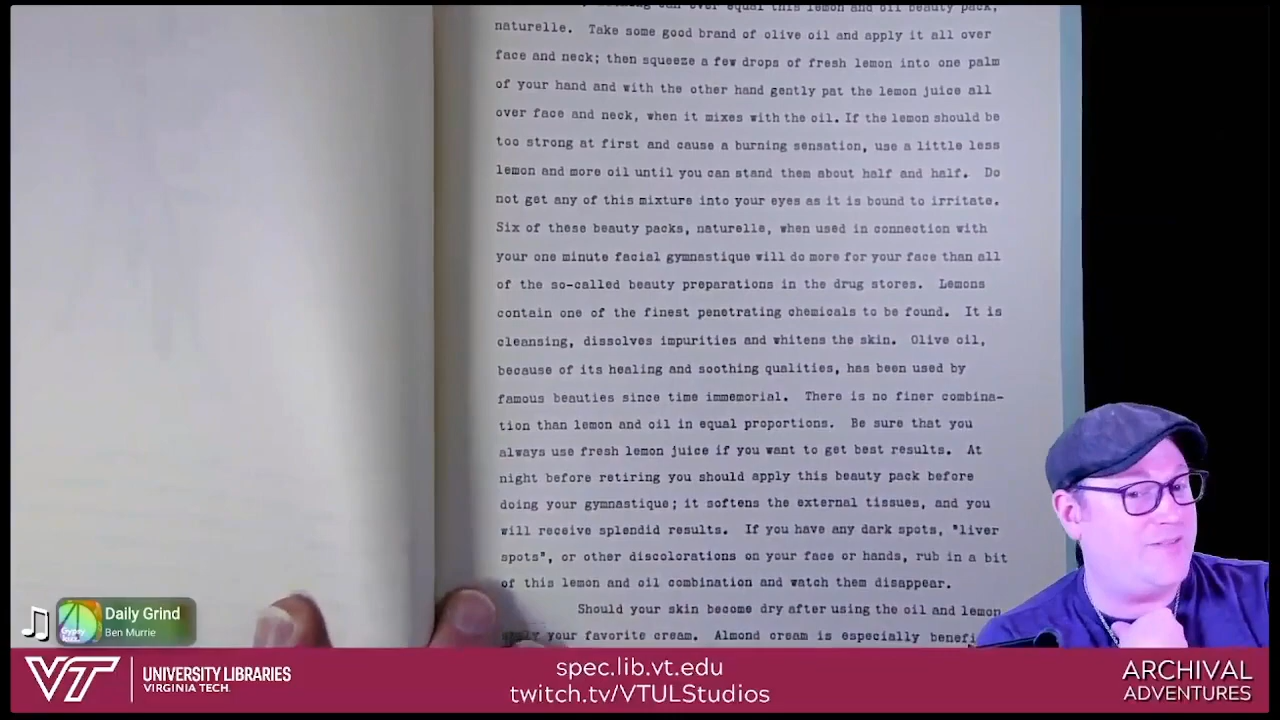 can ever equal this lemon and oil beauty pack,
naturelle. Take some good brand of olive oil and apply it all over
face and neck; then squeeze a few drops of fresh lemon into one palm
of your hand and with the other hand gently pat the lemon juice all
over face and neck, when it mixes with the oil. If the lemon should be
too strong at first and cause a burning sensation, use a little less
lemon and more oil until you can stand them about half and half. Do
not get any of this mixture into your eyes as it is bound to irritate.
Six of these beauty packs, naturelle, when used in connection with
your one minute facial gymnastique will do more for your face than all
of the so-called beauty preparations in the drug stores. Lemons
contain one of the finest penetrating chemicals to be found. It is
cleansing, dissolves impurities and whitens the skin. Olive oil,
because of its healing and soothing qualities, has been used by
famous beauties since time immemorial. There is no finer combina-
tion than lemon and oil in equal proportions. Be sure that you
always use fresh lemon juice if you want to get best results. At
night before retiring you should apply this beauty pack before
doing your gymnastique; it softens the external tissues, and you
will receive splendid results. If you have any dark spots, "liver
spots", or other discolorations on your face or hands, rub in a bit
of this lemon and oil combination and watch them disappear.
Should your skin become dry after using the oil and lemon
apply your favorite cream. Almond cream is especially benefi
Daily Grind
Ben Murrie
VT
UNIVERSITY LIBRARIES
VIRGINIA TECH.
spec.lib.vt.edu
twitch.tv/VTULStudios
ARCHIVAL
ADVENTURES